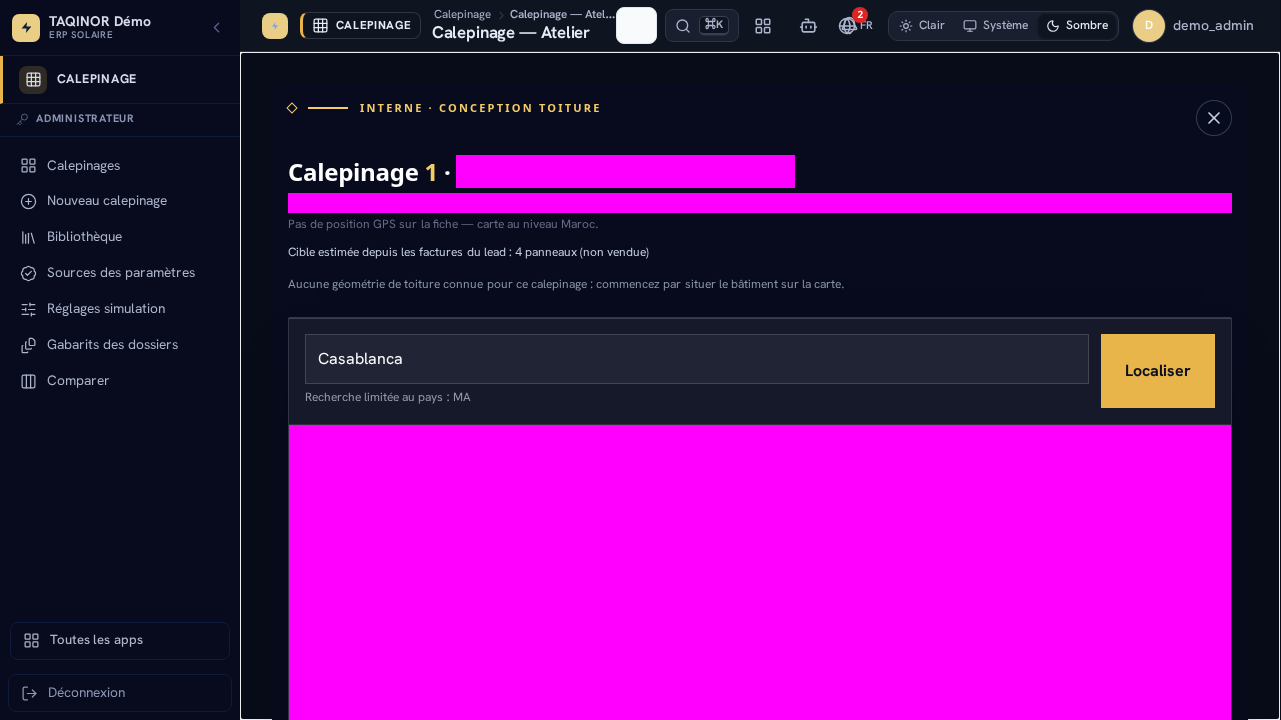 TAQINOR Démo
ERP SOLAIRE
CALEPINAGE
ADMINISTRATEUR
Calepinages
Nouveau calepinage
Bibliothèque
Sources des paramètres
Réglages simulation
Gabarits des dossiers
Comparer
Toutes les apps
Déconnexion
CALEPINAGE
Calepinage > Calepinage — Atel...
Calepinage — Atelier
⌘K
2
FR
Clair
Système
Sombre
D
demo_admin
INTERNE · CONCEPTION TOITURE
Calepinage 1 ·
Pas de position GPS sur la fiche — carte au niveau Maroc.
Cible estimée depuis les factures du lead : 4 panneaux (non vendue)
Aucune géométrie de toiture connue pour ce calepinage : commencez par situer le bâtiment sur la carte.
Casablanca
Localiser
Recherche limitée au pays : MA